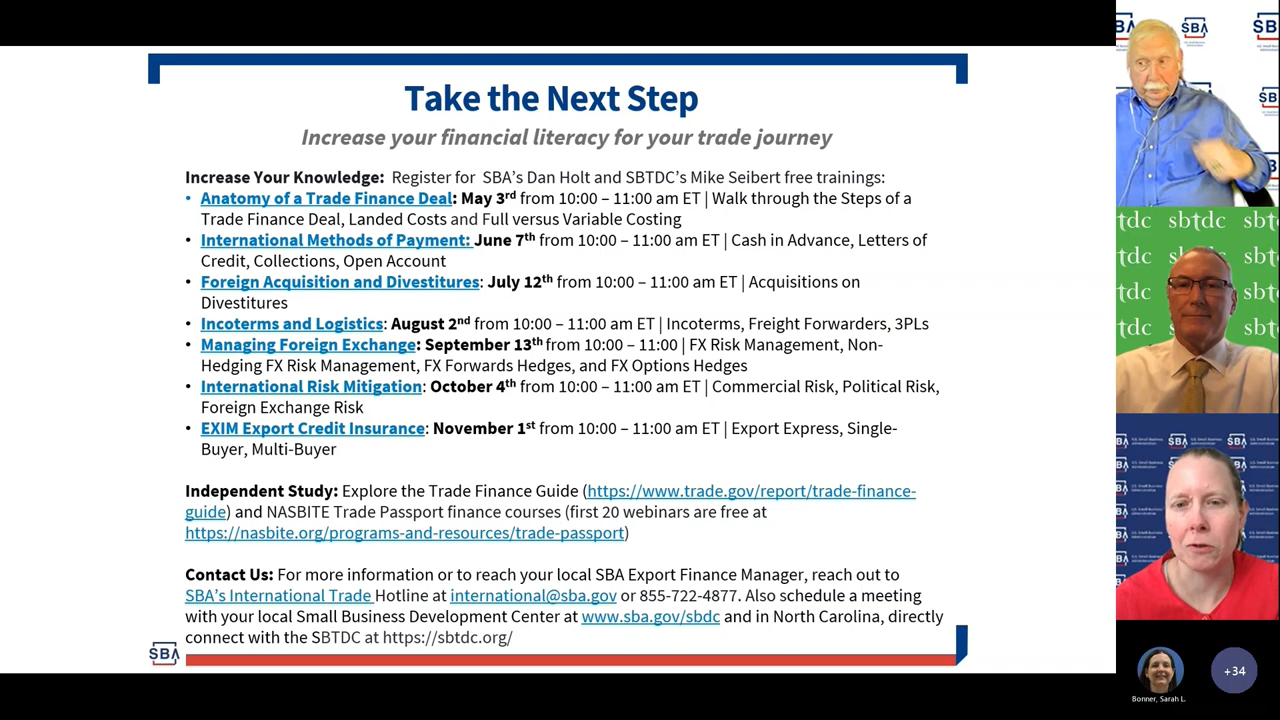 Take the Next Step
Increase your financial literacy for your trade journey
Increase Your Knowledge: Register for SBA's Dan Holt and SBTDC's Mike Seibert free trainings:
• Anatomy of a Trade Finance Deal: May 3rd from 10:00 – 11:00 am ET | Walk through the Steps of a
Trade Finance Deal, Landed Costs and Full versus Variable Costing
• International Methods of Payment: June 7th from 10:00 – 11:00 am ET | Cash in Advance, Letters of
Credit, Collections, Open Account
• Foreign Acquisition and Divestitures: July 12th from 10:00 – 11:00 am ET | Acquisitions on
Divestitures
• Incoterms and Logistics: August 2nd from 10:00 – 11:00 am ET | Incoterms, Freight Forwarders, 3PLs
• Managing Foreign Exchange: September 13th from 10:00 – 11:00 | FX Risk Management, Non-
Hedging FX Risk Management, FX Forwards Hedges, and FX Options Hedges
• International Risk Mitigation: October 4th from 10:00 – 11:00 am ET | Commercial Risk, Political Risk,
Foreign Exchange Risk
• EXIM Export Credit Insurance: November 1st from 10:00 – 11:00 am ET | Export Express, Single-
Buyer, Multi-Buyer
Independent Study: Explore the Trade Finance Guide (https://www.trade.gov/report/trade-finance-
guide) and NASBITE Trade Passport finance courses (first 20 webinars are free at
https://nasbite.org/programs-and-resources/trade-passport)
Contact Us: For more information or to reach your local SBA Export Finance Manager, reach out to
SBA's International Trade Hotline at international@sba.gov or 855-722-4877. Also schedule a meeting
with your local Small Business Development Center at www.sba.gov/sbdc and in North Carolina, directly
connect with the SBTDC at https://sbtdc.org/
SBA
SBA
sbtdc
SBA
SBA
Bonner, Sarah L.
+34